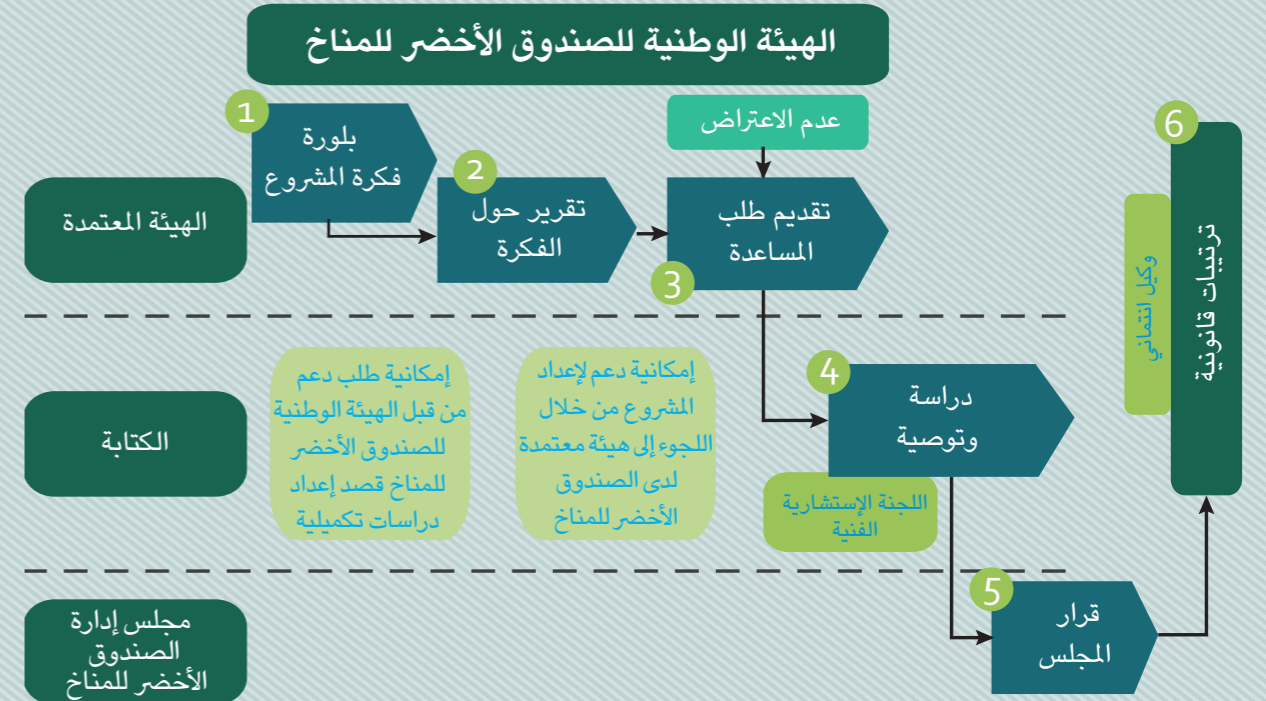 الهيئة الوطنية للصندوق الأخضر للمناخ
1
بلورة
فكرة المشروع
2
تقرير حول
الفكرة
عدم الاعتراض
تقديم طلب
المساعدة
3
الهيئة المعتمدة
6
ترتيبات قانونية
وكيل ائتماني
الكتابة
إمكانية طلب دعم
من قبل الهيئة الوطنية
للصندوق الأخضر
للمناخ قصد إعداد
دراسات تكميلية
إمكانية دعم لإعداد
المشروع من خلال
اللجوء إلى هيئة معتمدة
لدى الصندوق
الأخضر للمناخ
4
دراسة
وتوصية
اللجنة الإستشارية
الفنية
مجلس إدارة
الصندوق
الأخضر للمناخ
5
قرار
المجلس